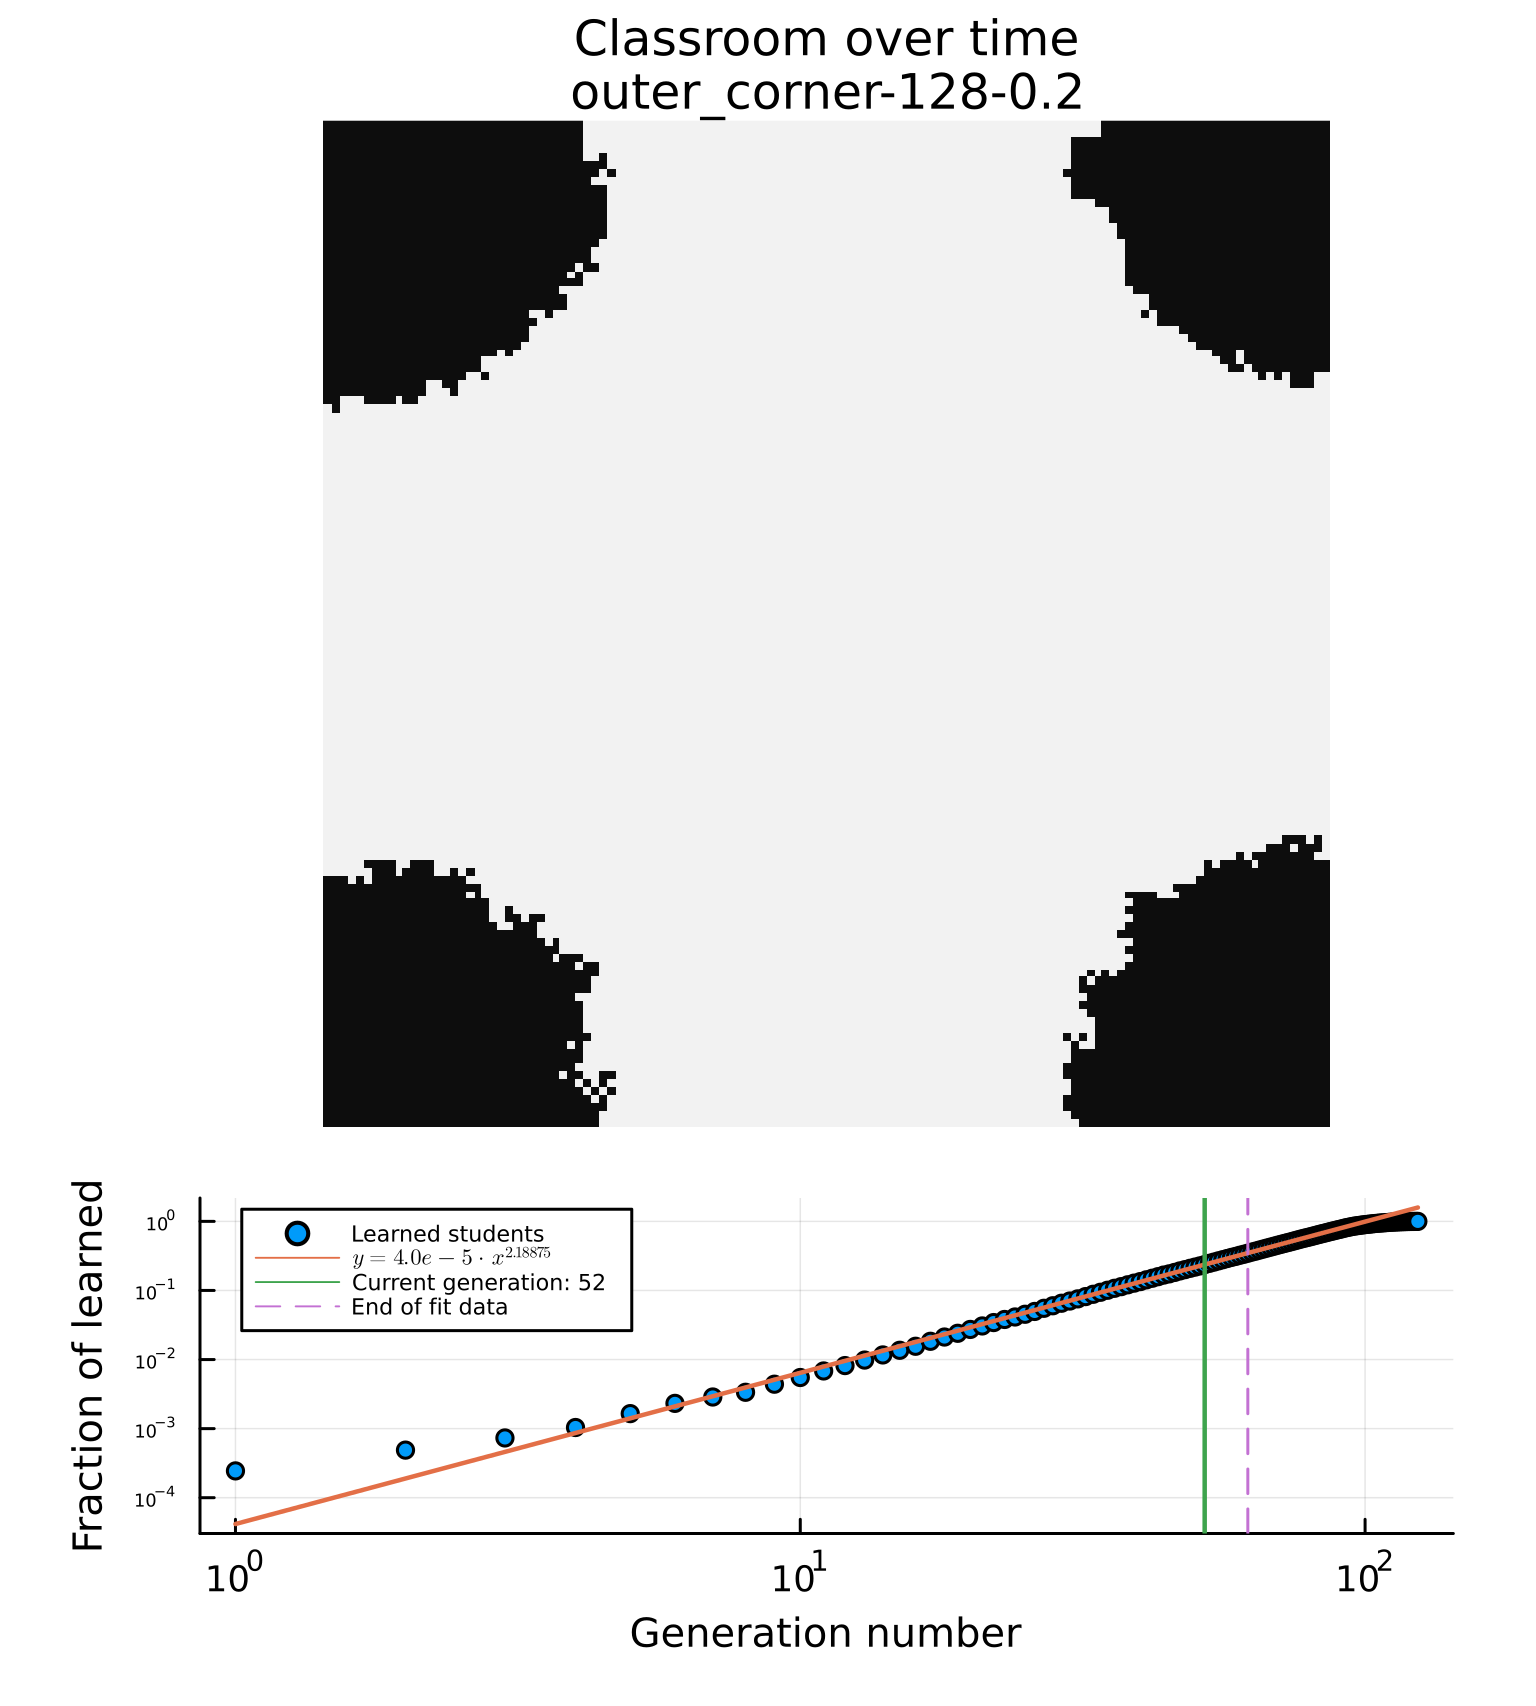 Classroom over time
outer_corner-128-0.2
Fraction of learned
10^0
10^-1
10^-2
10^-3
10^-4
Learned students
y = 4.0e − 5 · x^2.18875
Current generation: 52
End of fit data
10^0 10^1 10^2
Generation number